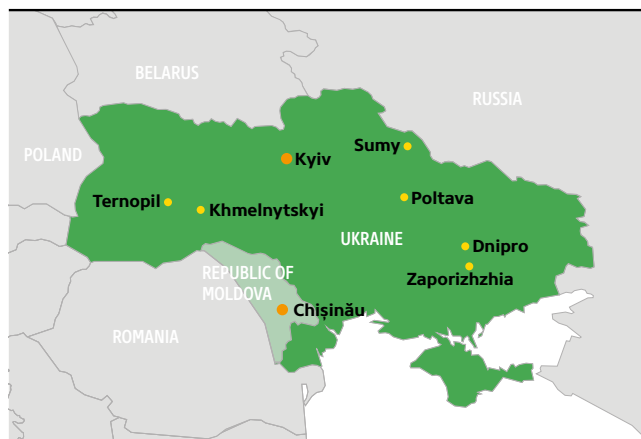 BELARUS
RUSSIA
POLAND
Kyiv
Sumy
Ternopil
Khmelnytskyi
Poltava
UKRAINE
Dnipro
Zaporizhzhia
REPUBLIC OF
MOLDOVA
Chișinău
ROMANIA